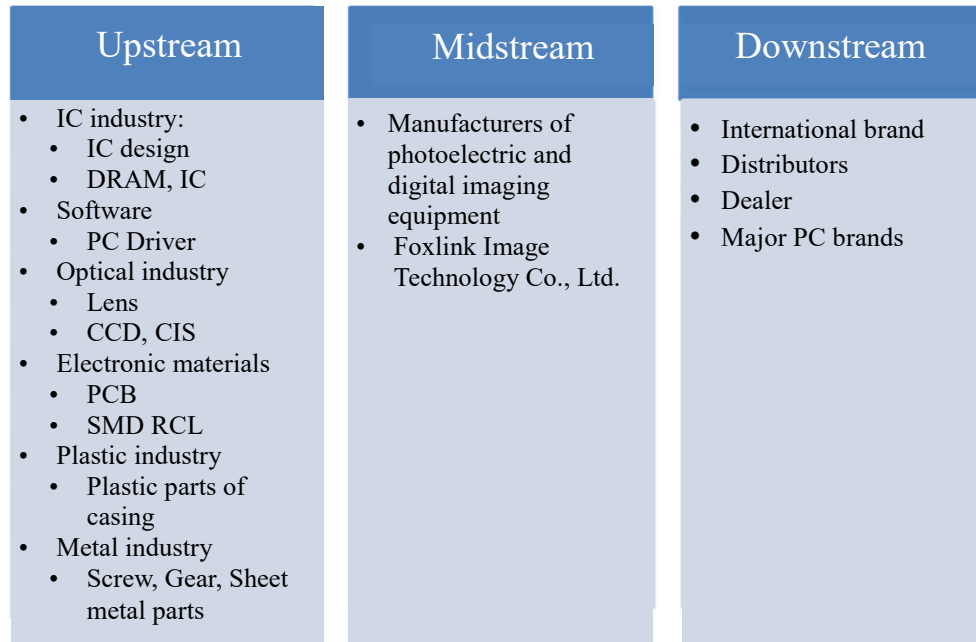 Upstream
• IC industry:
• IC design
• DRAM, IC
• Software
• PC Driver
• Optical industry
• Lens
• CCD, CIS
• Electronic materials
• PCB
• SMD RCL
• Plastic industry
• Plastic parts of
casing
• Metal industry
• Screw, Gear, Sheet
metal parts
Midstream
• Manufacturers of
photoelectric and
digital imaging
equipment
• Foxlink Image
Technology Co., Ltd.
Downstream
• International brand
• Distributors
• Dealer
• Major PC brands